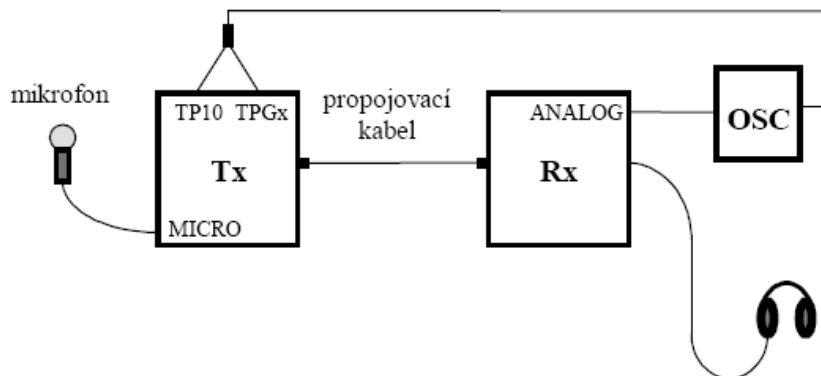 mikrofon
TP10 TPGx
Tx
MICRO
propojovací
kabel
ANALOG
Rx
OSC